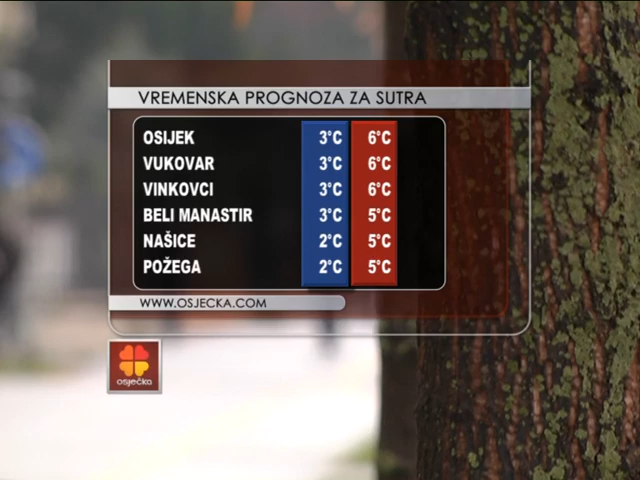 VREMENSKA PROGNOZA ZA SUTRA
OSIJEK 3°C 6°C
VUKOVAR 3°C 6°C
VINKOVCI 3°C 6°C
BELI MANASTIR 3°C 5°C
NAŠICE 2°C 5°C
POŽEGA 2°C 5°C
WWW.OSJECKA.COM
osječka